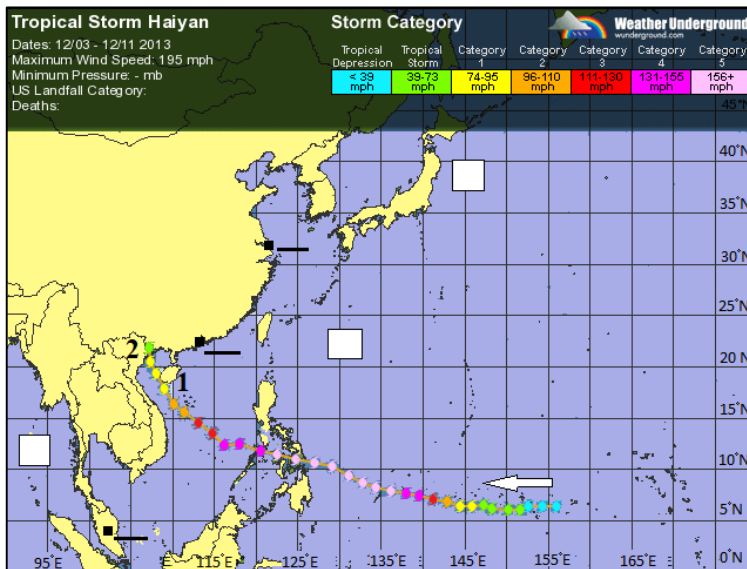 Tropical Storm Haiyan
Dates: 12/03 - 12/11 2013
Maximum Wind Speed: 195 mph
Minimum Pressure: - mb
US Landfall Category:
Deaths:
Storm Category
Weather Underground
wunderground.com
Tropical Depression
Tropical Storm
Category 1
Category 2
Category 3
Category 4
Category 5
< 39 mph
39-73 mph
74-95 mph
96-110 mph
111-130 mph
131-155 mph
156+ mph
45°N
40°N
35°N
30°N
25°N
20°N
15°N
10°N
5°N
0°N
2
1
95°E
115°E
125°E
135°E
145°E
155°E
165°E